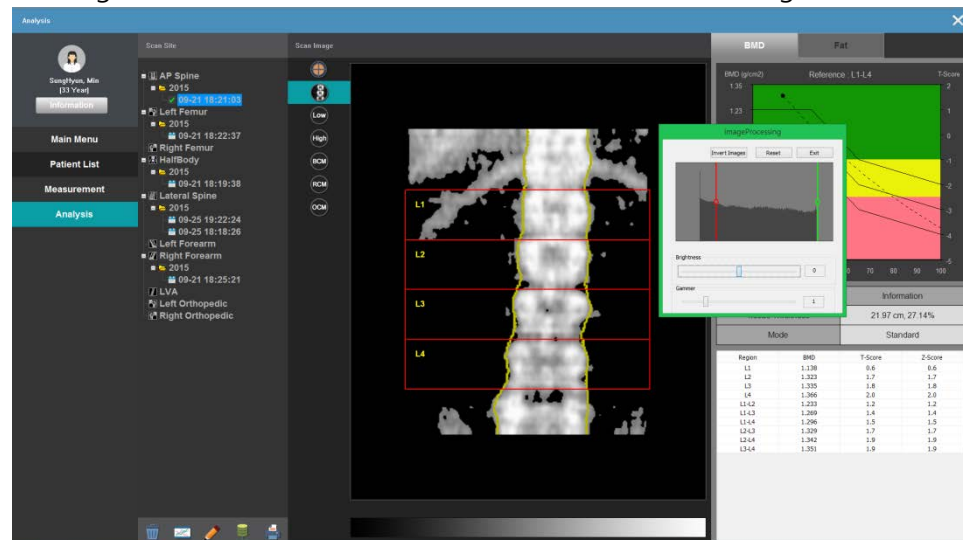 Analysis
SungHyun, Min
(33 Year)
Information
Main Menu
Patient List
Measurement
Analysis
Scan Site
AP Spine
2015
09-21 18:21:03
Left Femur
2015
09-21 18:22:37
Right Femur
HalfBody
2015
09-21 18:19:38
Lateral Spine
2015
09-25 19:22:24
09-25 18:18:26
Left Forearm
Right Forearm
2015
09-21 18:25:21
LVA
Left Orthopedic
Right Orthopedic
Scan Image
Low
High
BCM
RCM
OCM
L1
L2
L3
L4
ImageProcessing
Invert Images Reset Exit
Brightness
0
Gammer
1
BMD Fat
BMD (g/cm2) Reference : L1-L4 T-Score
1.35 2
1.23 1
0
-1
-2
-3
-4
-5
60 70 80 90 100
Information
21.97 cm, 27.14%
Mode Standard
Region BMD T-Score Z-Score
L1 1.138 0.6 0.6
L2 1.323 1.7 1.7
L3 1.335 1.8 1.8
L4 1.366 2.0 2.0
L1-L2 1.233 1.2 1.2
L1-L3 1.269 1.4 1.4
L1-L4 1.296 1.5 1.5
L2-L3 1.329 1.7 1.7
L2-L4 1.342 1.9 1.9
L3-L4 1.351 1.9 1.9